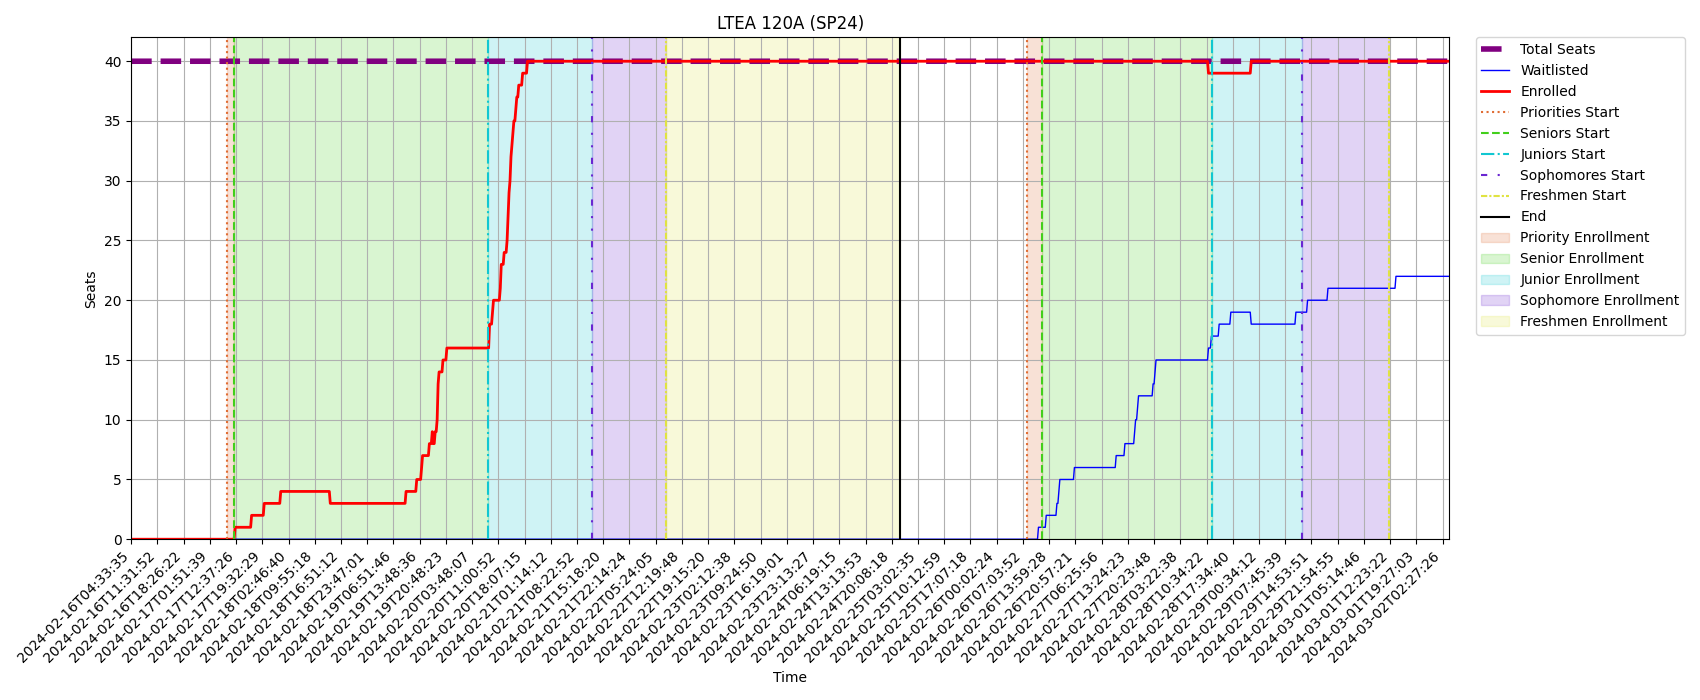 LTEA 120A (SP24)
Seats
40
35
30
25
20
15
10
5
0
2024-02-16T04:33:35
2024-02-16T11:31:52
2024-02-16T18:26:22
2024-02-17T01:51:39
2024-02-17T12:37:26
2024-02-17T19:32:29
2024-02-18T02:46:40
2024-02-18T09:55:18
2024-02-18T16:51:12
2024-02-18T23:47:01
2024-02-19T06:51:46
2024-02-19T13:48:36
2024-02-19T20:48:23
2024-02-20T03:48:07
2024-02-20T11:00:52
2024-02-20T18:07:15
2024-02-21T01:14:12
2024-02-21T08:22:52
2024-02-21T15:18:20
2024-02-21T22:14:24
2024-02-22T05:24:05
2024-02-22T12:19:48
2024-02-22T19:15:20
2024-02-23T02:12:38
2024-02-23T09:24:50
2024-02-23T16:19:01
2024-02-23T23:13:27
2024-02-24T06:19:15
2024-02-24T13:13:53
2024-02-24T20:08:18
2024-02-25T03:02:35
2024-02-25T10:12:59
2024-02-25T17:07:18
2024-02-26T00:02:24
2024-02-26T07:03:52
2024-02-26T13:59:28
2024-02-26T20:57:21
2024-02-27T06:25:56
2024-02-27T13:24:23
2024-02-27T20:23:48
2024-02-28T03:22:38
2024-02-28T10:34:22
2024-02-28T17:34:40
2024-02-29T00:34:12
2024-02-29T07:45:39
2024-02-29T14:53:51
2024-02-29T21:54:55
2024-03-01T05:14:46
2024-03-01T12:23:22
2024-03-01T19:27:03
2024-03-02T02:27:26
Time
Total Seats
Waitlisted
Enrolled
Priorities Start
Seniors Start
Juniors Start
Sophomores Start
Freshmen Start
End
Priority Enrollment
Senior Enrollment
Junior Enrollment
Sophomore Enrollment
Freshmen Enrollment